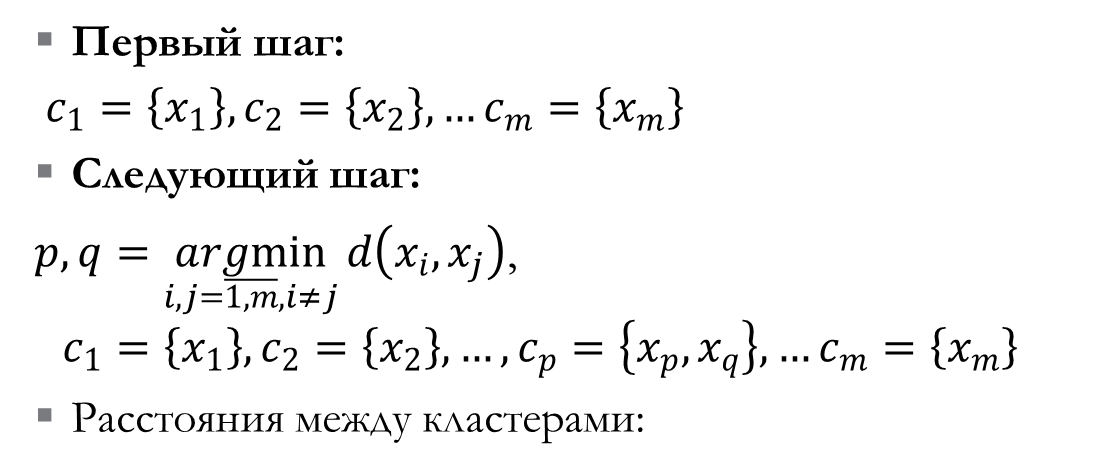 ▪ Первый шаг:
c₁ = {x₁}, c₂ = {x₂}, … cₘ = {xₘ}
▪ Следующий шаг:
p, q = argmin d(xᵢ, xⱼ),
i,j=1,m̅,i≠j
c₁ = {x₁}, c₂ = {x₂}, … , cₚ = {xₚ, x_q}, … cₘ = {xₘ}
▪ Расстояния между кластерами: